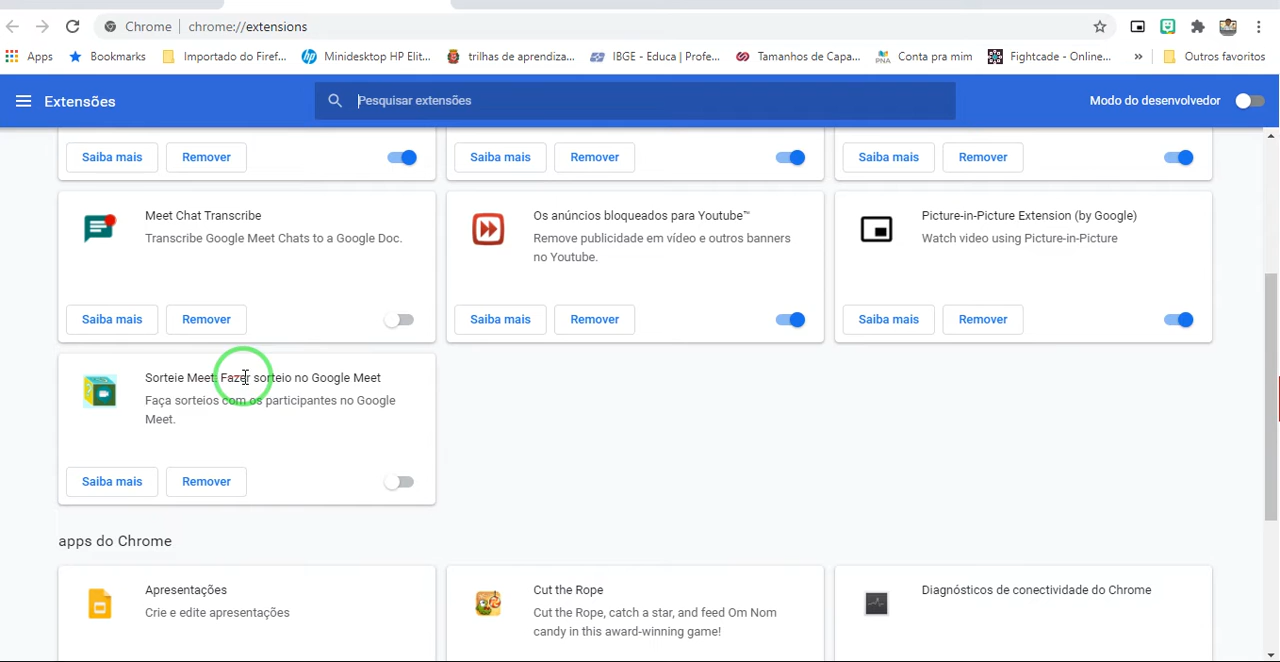 Chrome chrome://extensions
Apps Bookmarks Importado do Firef... Minidesktop HP Elit... trilhas de aprendiza... IBGE - Educa | Profe... Tamanhos de Capa... PNA Conta pra mim Fightcade - Online... » Outros favoritos
Extensões Pesquisar extensões Modo do desenvolvedor
Saiba mais Remover Saiba mais Remover Saiba mais Remover
Meet Chat Transcribe
Transcribe Google Meet Chats to a Google Doc.
Saiba mais Remover
Os anúncios bloqueados para Youtube™
Remove publicidade em vídeo e outros banners
no Youtube.
Saiba mais Remover
Picture-in-Picture Extension (by Google)
Watch video using Picture-in-Picture
Saiba mais Remover
Sorteie Meet: Fazer sorteio no Google Meet
Faça sorteios com os participantes no Google
Meet.
Saiba mais Remover
apps do Chrome
Apresentações
Crie e edite apresentações
Cut the Rope
Cut the Rope, catch a star, and feed Om Nom
candy in this award-winning game!
Diagnósticos de conectividade do Chrome